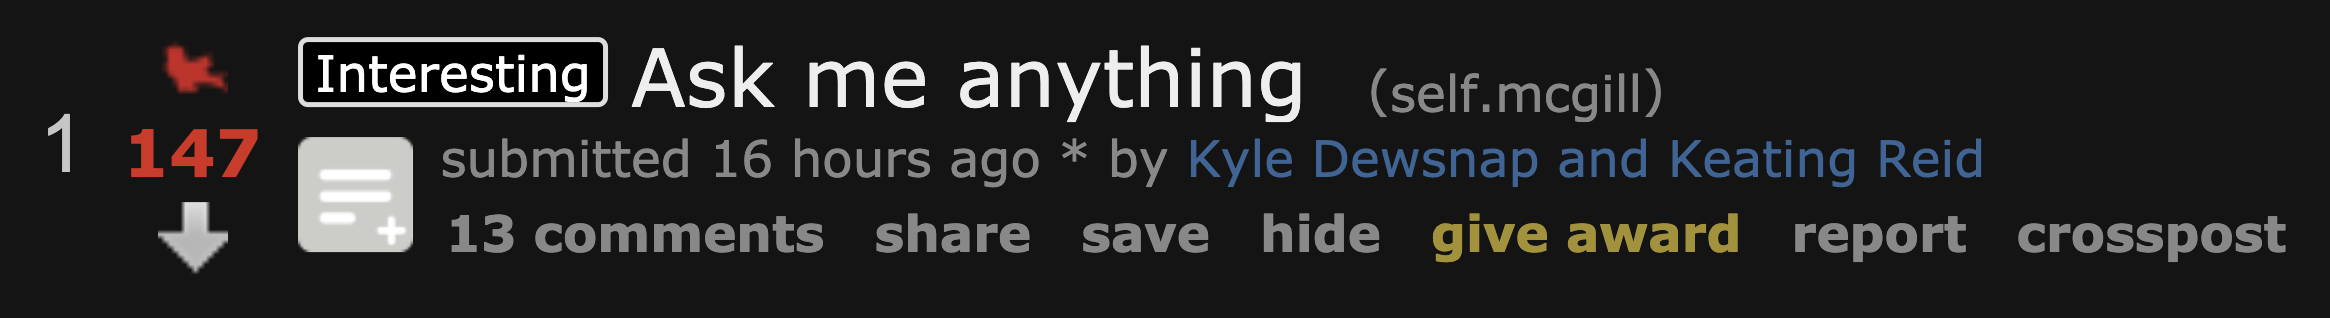 Interesting Ask me anything (self.mcgill)
1 147 submitted 16 hours ago * by Kyle Dewsnap and Keating Reid
13 comments share save hide give award report crosspost